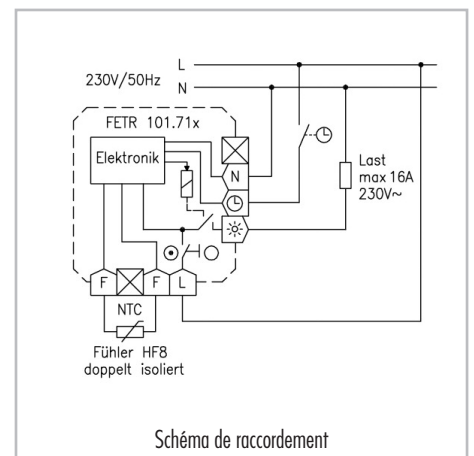 L
230V/50Hz
N
FETR 101.71x
Elektronik
N
Last
max 16A
230V~
F
F
L
NTC
Fühler HF8
doppelt isoliert
Schéma de raccordement